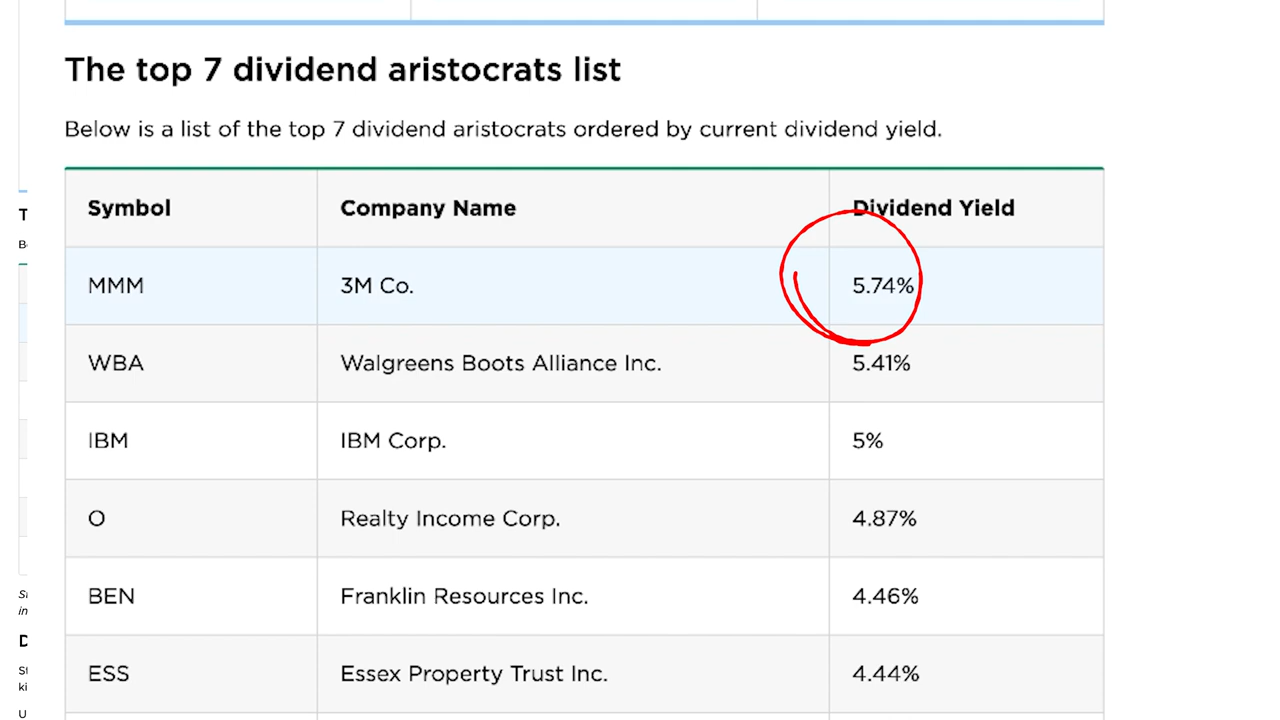 The top 7 dividend aristocrats list
Below is a list of the top 7 dividend aristocrats ordered by current dividend yield.
Symbol Company Name Dividend Yield
MMM 3M Co. 5.74%
WBA Walgreens Boots Alliance Inc. 5.41%
IBM IBM Corp. 5%
O Realty Income Corp. 4.87%
BEN Franklin Resources Inc. 4.46%
ESS Essex Property Trust Inc. 4.44%